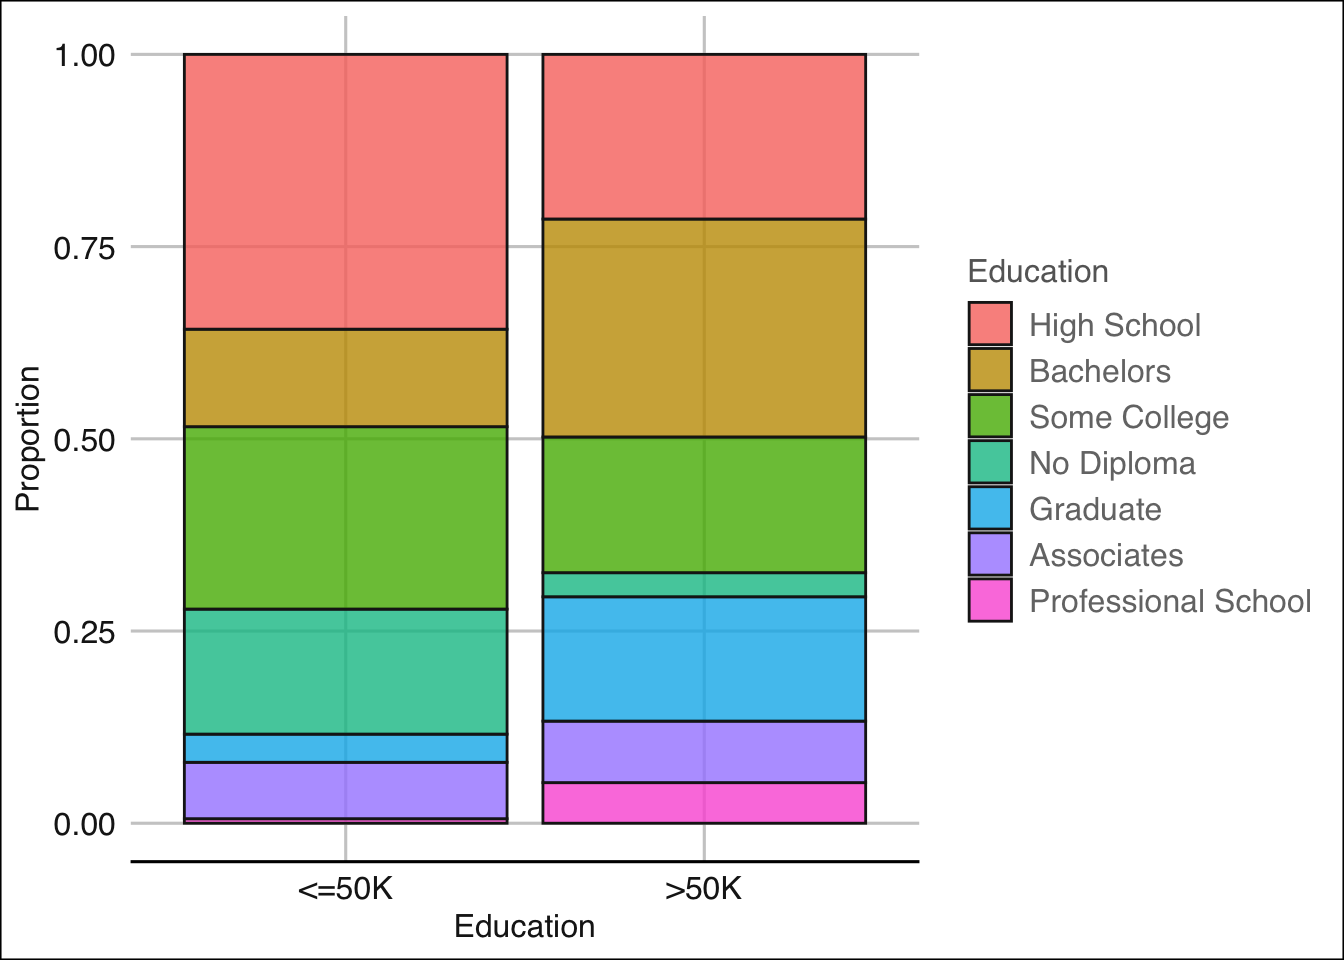 1.00
0.75
0.50
0.25
0.00
Proportion
<=50K
>50K
Education
Education
High School
Bachelors
Some College
No Diploma
Graduate
Associates
Professional School